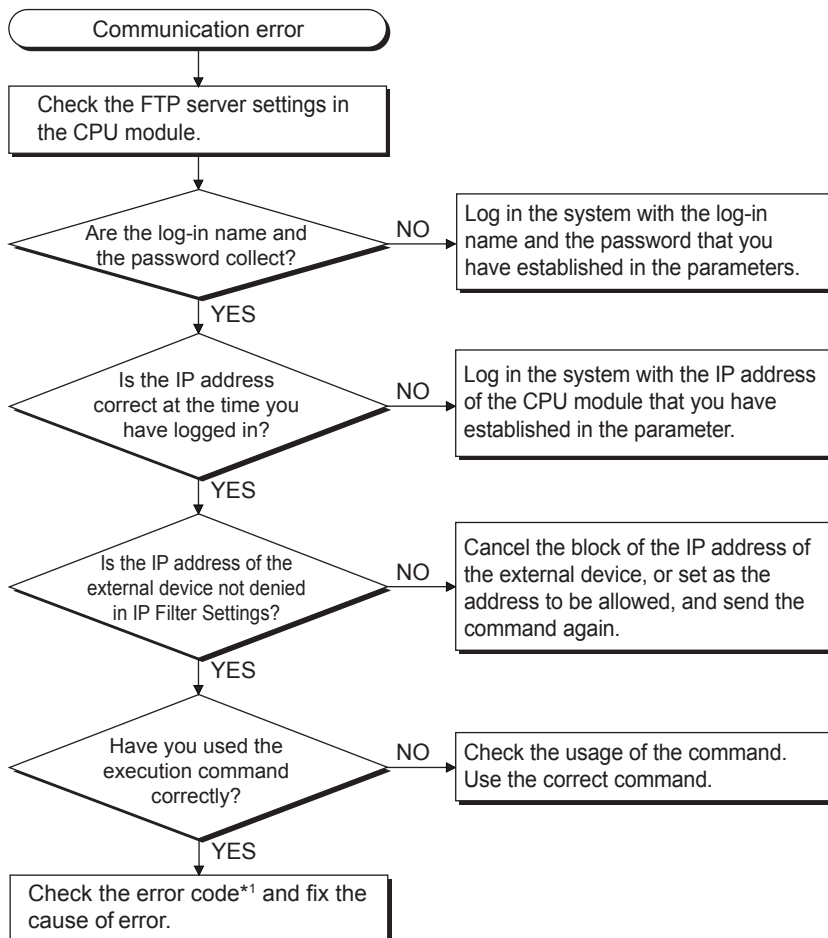 Communication error
Check the FTP server settings in
the CPU module.
Are the log-in name and
the password collect?
NO
Log in the system with the log-in
name and the password that you
have established in the parameters.
YES
Is the IP address
correct at the time you
have logged in?
NO
Log in the system with the IP address
of the CPU module that you have
established in the parameter.
YES
Is the IP address of the
external device not denied
in IP Filter Settings?
NO
Cancel the block of the IP address of
the external device, or set as the
address to be allowed, and send the
command again.
YES
Have you used the
execution command
correctly?
NO
Check the usage of the command.
Use the correct command.
YES
Check the error code*1 and fix the
cause of error.